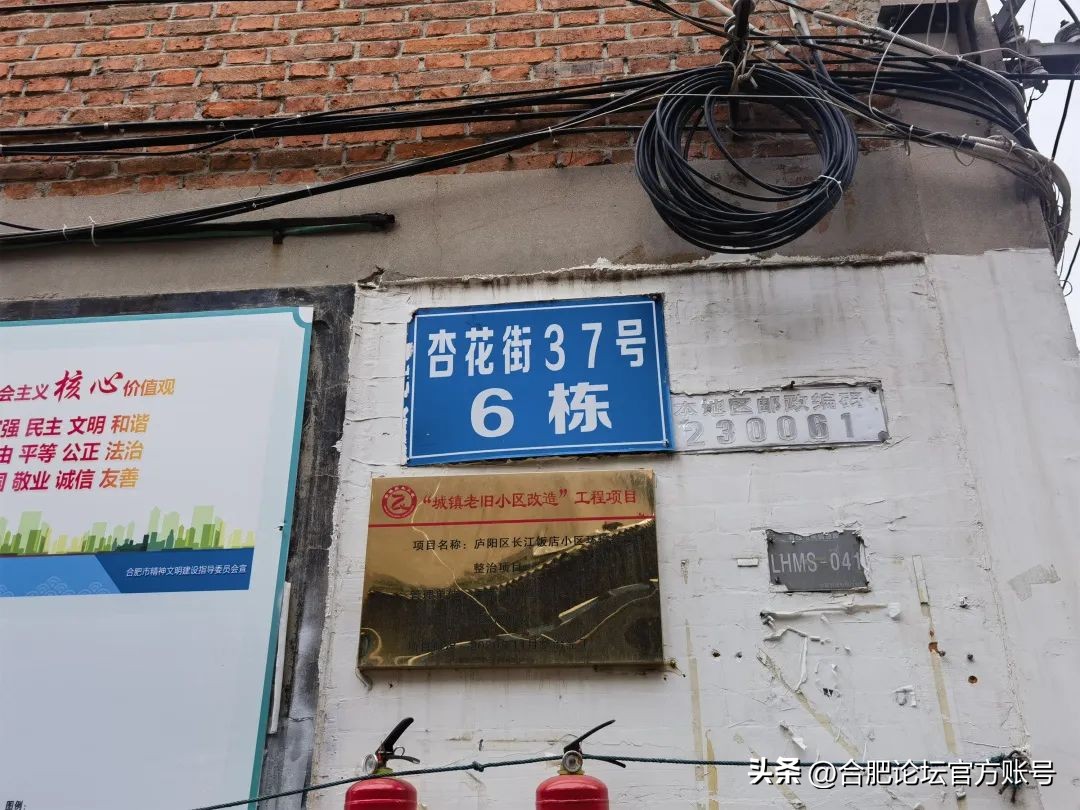 会主义 核心 价值观
强 民主 文明 和谐
由 平等 公正 法治
敬业 诚信 友善
合肥市精神文明建设指导委员会宣
图例:
杏花街37号
6栋
本地区邮政编码
230061
“城镇老旧小区改造”工程项目
项目名称：庐阳区长江饭店小区环境
整治项目
LHMS-041
头条 @合肥论坛官方账号